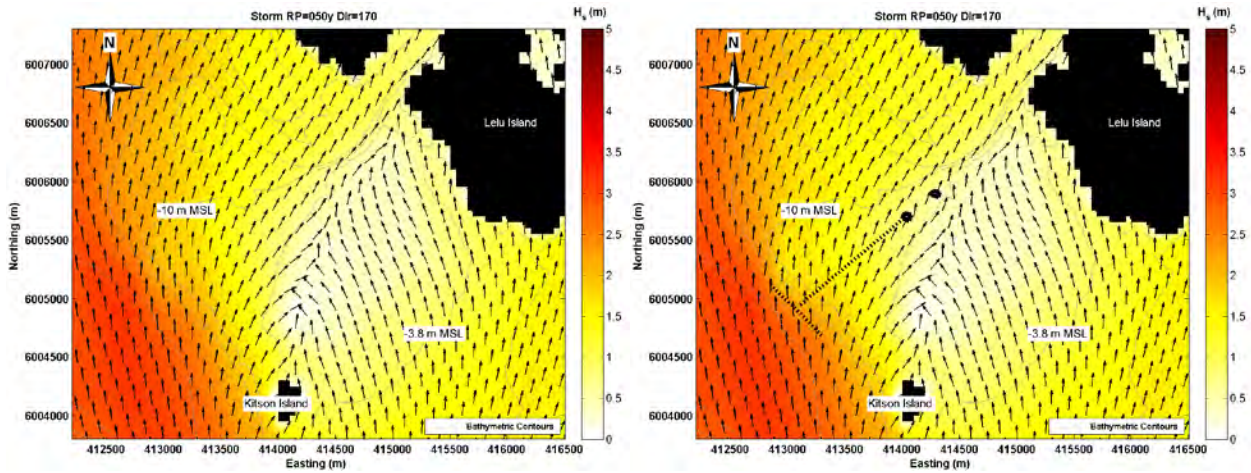 Storm RP=050y Dir=170
H_s (m)
N
6007000
6006500
6006000
6005500
6005000
6004500
6004000
Northing (m)
Lelu Island
-10 m MSL
-3.8 m MSL
Kitson Island
Bathymetric Contours
412500 413000 413500 414000 414500 415000 415500 416000 416500
Easting (m)
5
4.5
4
3.5
3
2.5
2
1.5
1
0.5
0
Storm RP=050y Dir=170
H_s (m)
N
6007000
6006500
6006000
6005500
6005000
6004500
6004000
Northing (m)
Lelu Island
-10 m MSL
-3.8 m MSL
Kitson Island
Bathymetric Contours
412500 413000 413500 414000 414500 415000 415500 416000 416500
Easting (m)
5
4.5
4
3.5
3
2.5
2
1.5
1
0.5
0